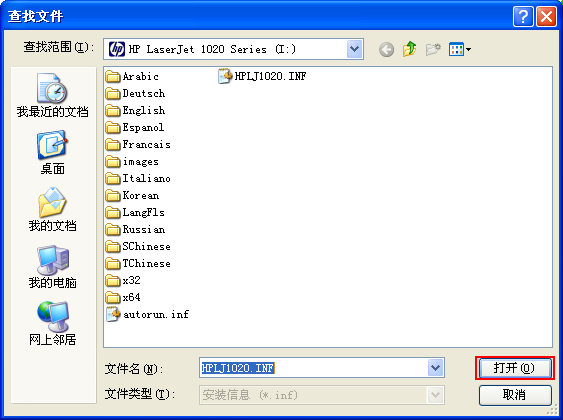 查找文件
查找范围(I):
HP LaserJet 1020 Series (I:)
我最近的文档
桌面
我的文档
我的电脑
网上邻居
Arabic
Deutsch
English
Espanol
Francais
images
Italiano
Korean
LangFls
Russian
SChinese
TChinese
x32
x64
autorun.inf
HPLJ1020.INF
文件名(N):
HPLJ1020.INF
打开(O)
文件类型(T):
安装信息 (*.inf)
取消